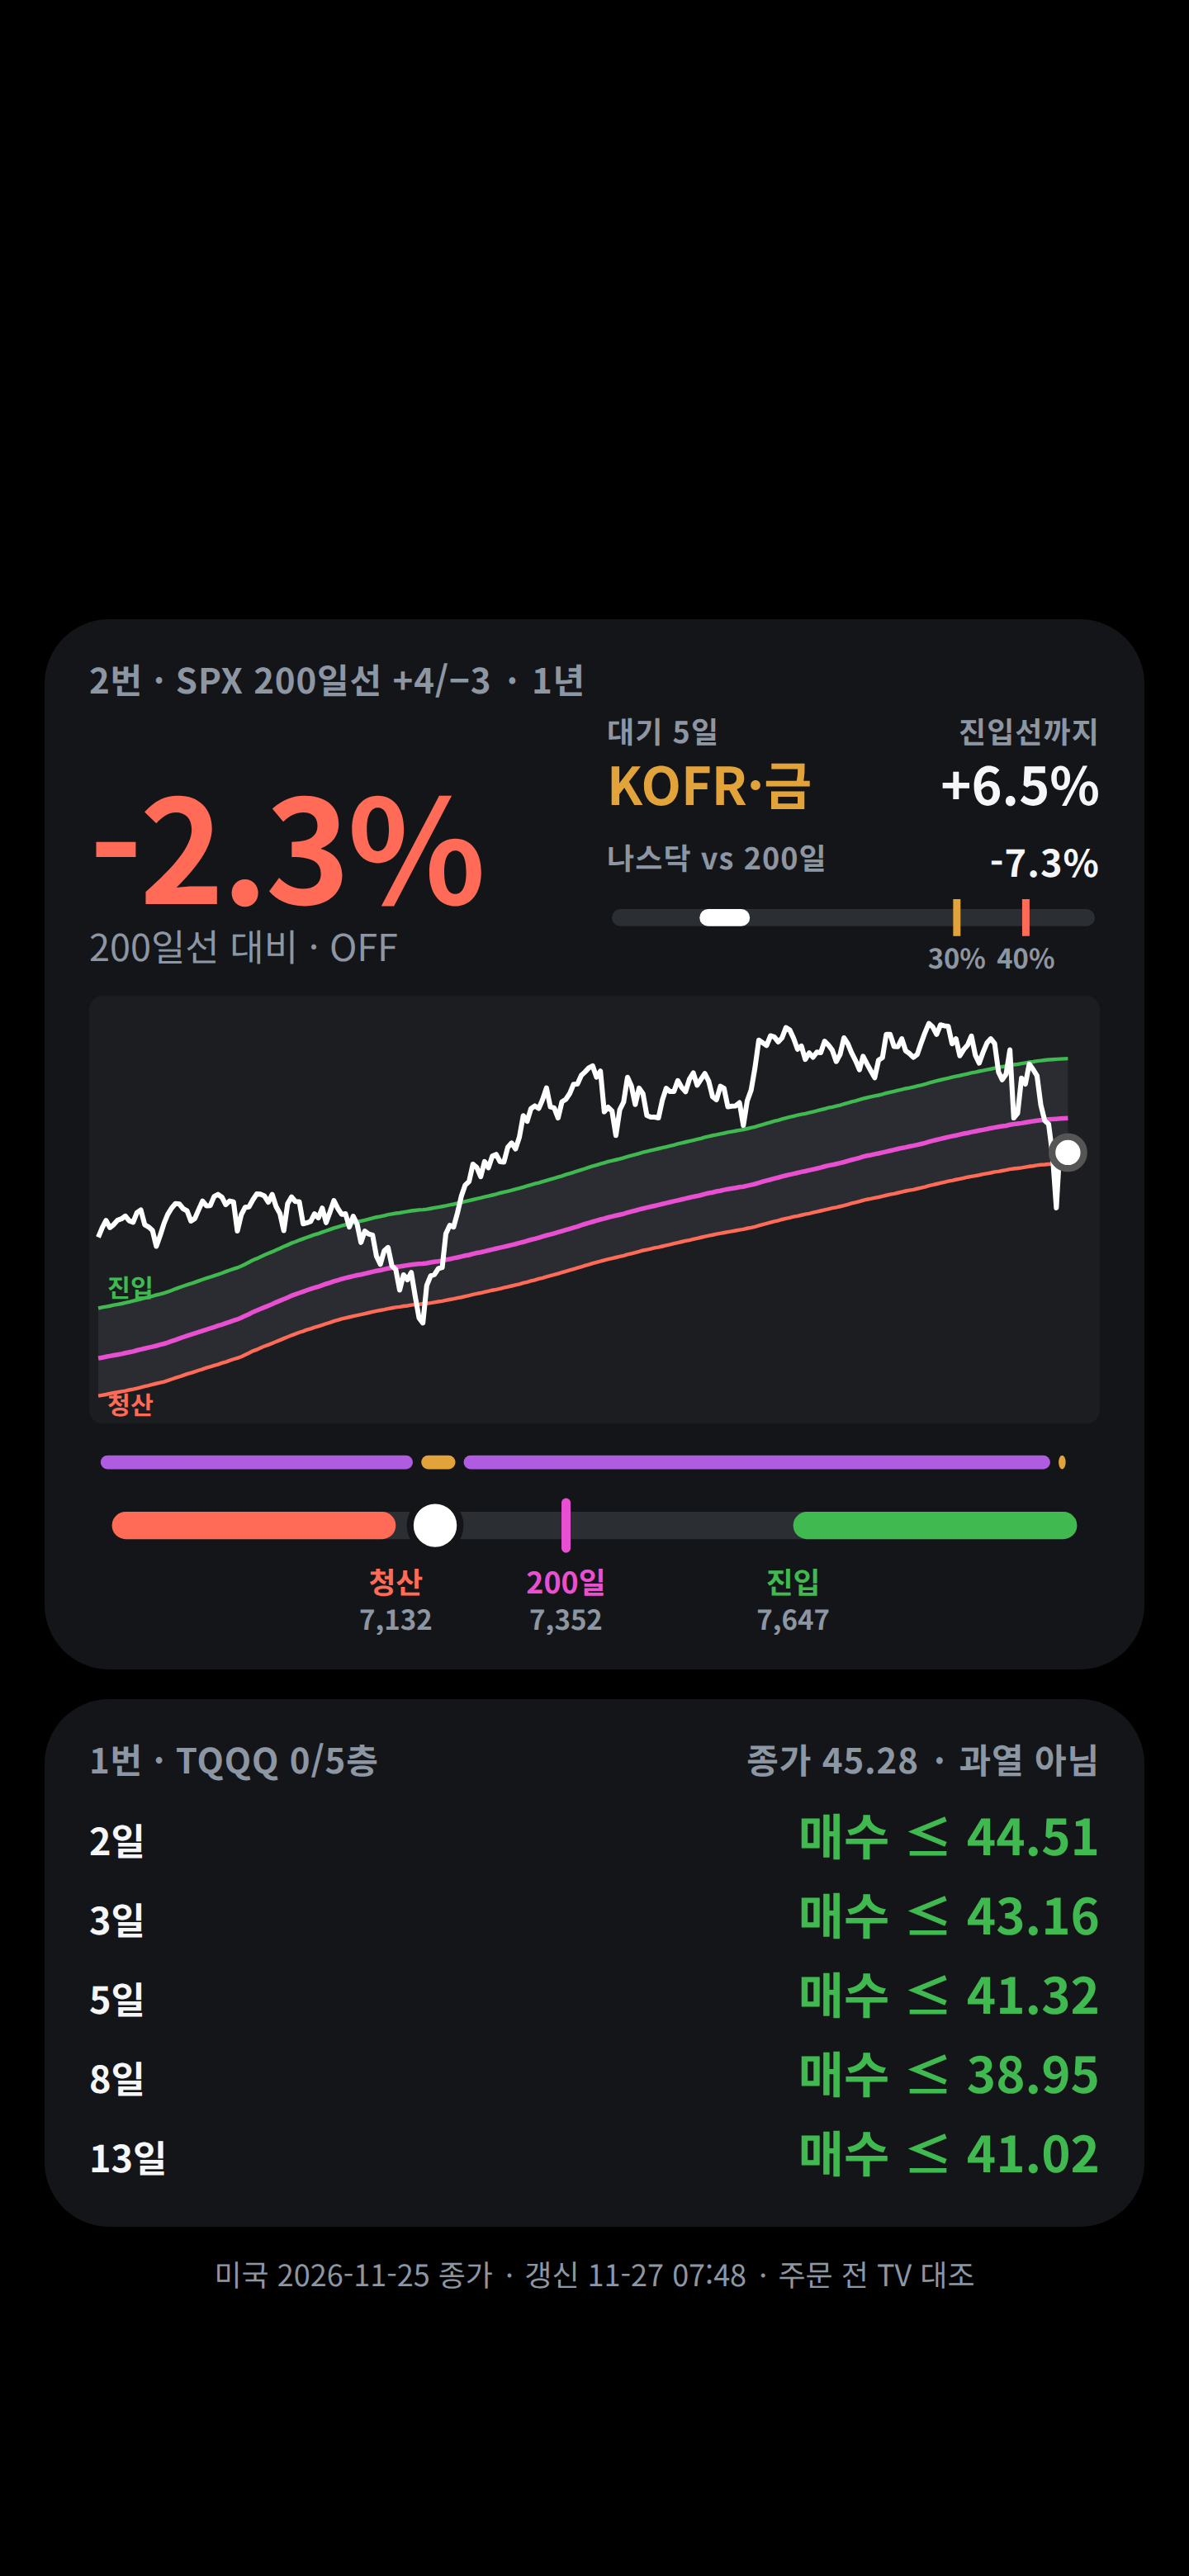 2번 · SPX 200일선 +4/−3 · 1년
대기 5일
진입선까지
KOFR·금
+6.5%
-2.3%
나스닥 vs 200일
-7.3%
200일선 대비 · OFF
30% 40%
진입
청산
청산
200일
진입
7,132
7,352
7,647
1번 · TQQQ 0/5층
종가 45.28 · 과열 아님
2일
매수 ≤ 44.51
3일
매수 ≤ 43.16
5일
매수 ≤ 41.32
8일
매수 ≤ 38.95
13일
매수 ≤ 41.02
미국 2026-11-25 종가 · 갱신 11-27 07:48 · 주문 전 TV 대조